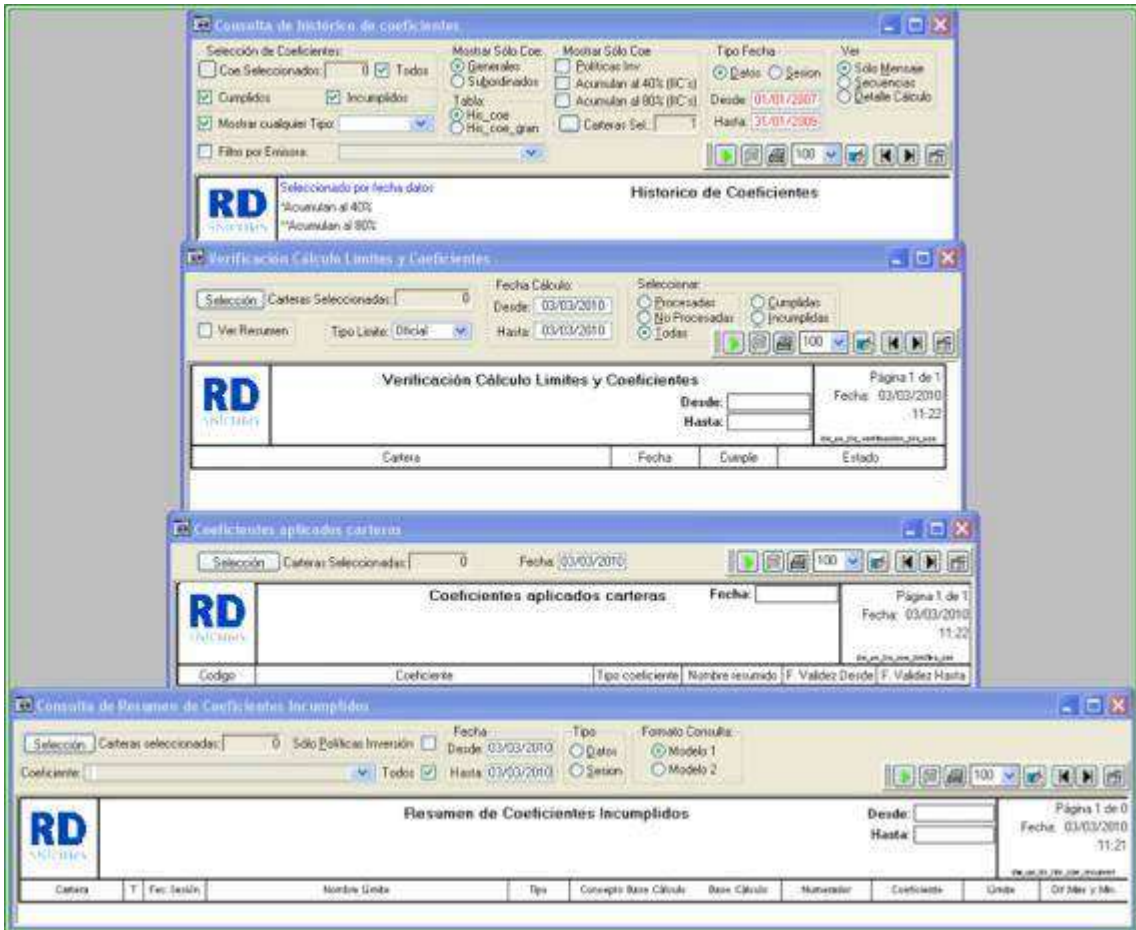 Consulta de histórico de coeficientes
Selección de Coeficientes:
Mostrar Sólo Coe
Mostrar Sólo Coe
Tipo Fecha
Ver
Coe Seleccionados: 0 Todos
Generales
Subordinados
Políticas Inv
Acumulan al 40% (IIC's)
Acumulan al 80% (IIC's)
Datos Sesion
Sólo Mensaje
Secuencias
Detalle Cálculo
Cumplidos Incumplidos
Tabla:
His_coe
His_coe_gran
Desde: 01/01/2007
Mostrar cualquier Tipo:
Carteras Sel.: 1
Hasta: 31/01/2009
Filtro por Emisora:
100
RD
SISTEMAS
Seleccionado por fecha datos
*Acumulan al 40%
**Acumulan al 80%
Historico de Coeficientes
Verificación Cálculo Limites y Coeficientes
Selección Carteras Seleccionadas: 0
Fecha Cálculo:
Desde: 03/03/2010
Hasta: 03/03/2010
Seleccionar:
Procesadas Cumplidas
No Procesadas Incumplidas
Todas
Ver Resumen Tipo Limite: Oficial
100
RD
SISTEMAS
Verificación Cálculo Limites y Coeficientes
Desde:
Hasta:
Página 1 de 1
Fecha: 03/03/2010
11:22
Cartera Fecha Cumple Estado
Coeficientes aplicados carteras
Selección Carteras Seleccionadas: 0 Fecha: 03/03/2010
100
RD
SISTEMAS
Coeficientes aplicados carteras
Fecha:
Página 1 de 1
Fecha: 03/03/2010
11:22
Codigo Coeficiente Tipo coeficiente Nombre resumido F. Validez Desde F. Validez Hasta
Consulta de Resumen de Coeficientes Incumplidos
Selección Carteras seleccionadas: 0 Sólo Políticas Inversión
Fecha
Desde: 03/03/2010
Hasta: 03/03/2010
Tipo
Datos
Sesion
Formato Consulta:
Modelo 1
Modelo 2
Coeficiente: Todos
100
RD
SISTEMAS
Resumen de Coeficientes Incumplidos
Desde:
Hasta:
Página 1 de 0
Fecha: 03/03/2010
11:21
Cartera T Fec. Sesión Nombre Limite Tipo Concepto Base Cálculo Base Cálculo Numerador Coeficiente Limite Dif Max y Min